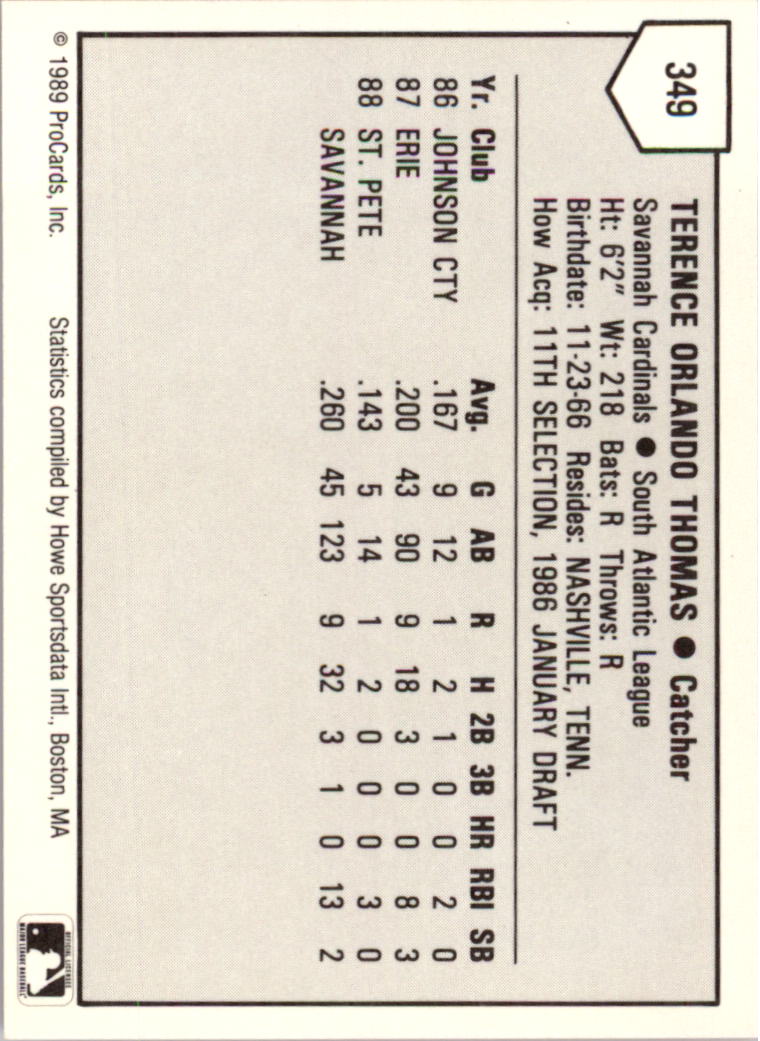 349
TERENCE ORLANDO THOMAS ● Catcher
Savannah Cardinals ● South Atlantic League
Ht: 6'2" Wt: 218 Bats: R Throws: R
Birthdate: 11-23-66 Resides: NASHVILLE, TENN.
How Acq: 11TH SELECTION, 1986 JANUARY DRAFT
Yr. Club Avg. G AB R H 2B 3B HR RBI SB
86 JOHNSON CTY .167 9 12 1 2 1 0 0 2 0
87 ERIE .200 43 90 9 18 3 0 0 8 3
88 ST. PETE .143 5 14 1 2 0 0 0 3 0
SAVANNAH .260 45 123 9 32 3 1 0 13 2
© 1989 ProCards, Inc. Statistics compiled by Howe Sportsdata Intl., Boston, MA
OFFICIAL LICENSEE
MAJOR LEAGUE BASEBALL